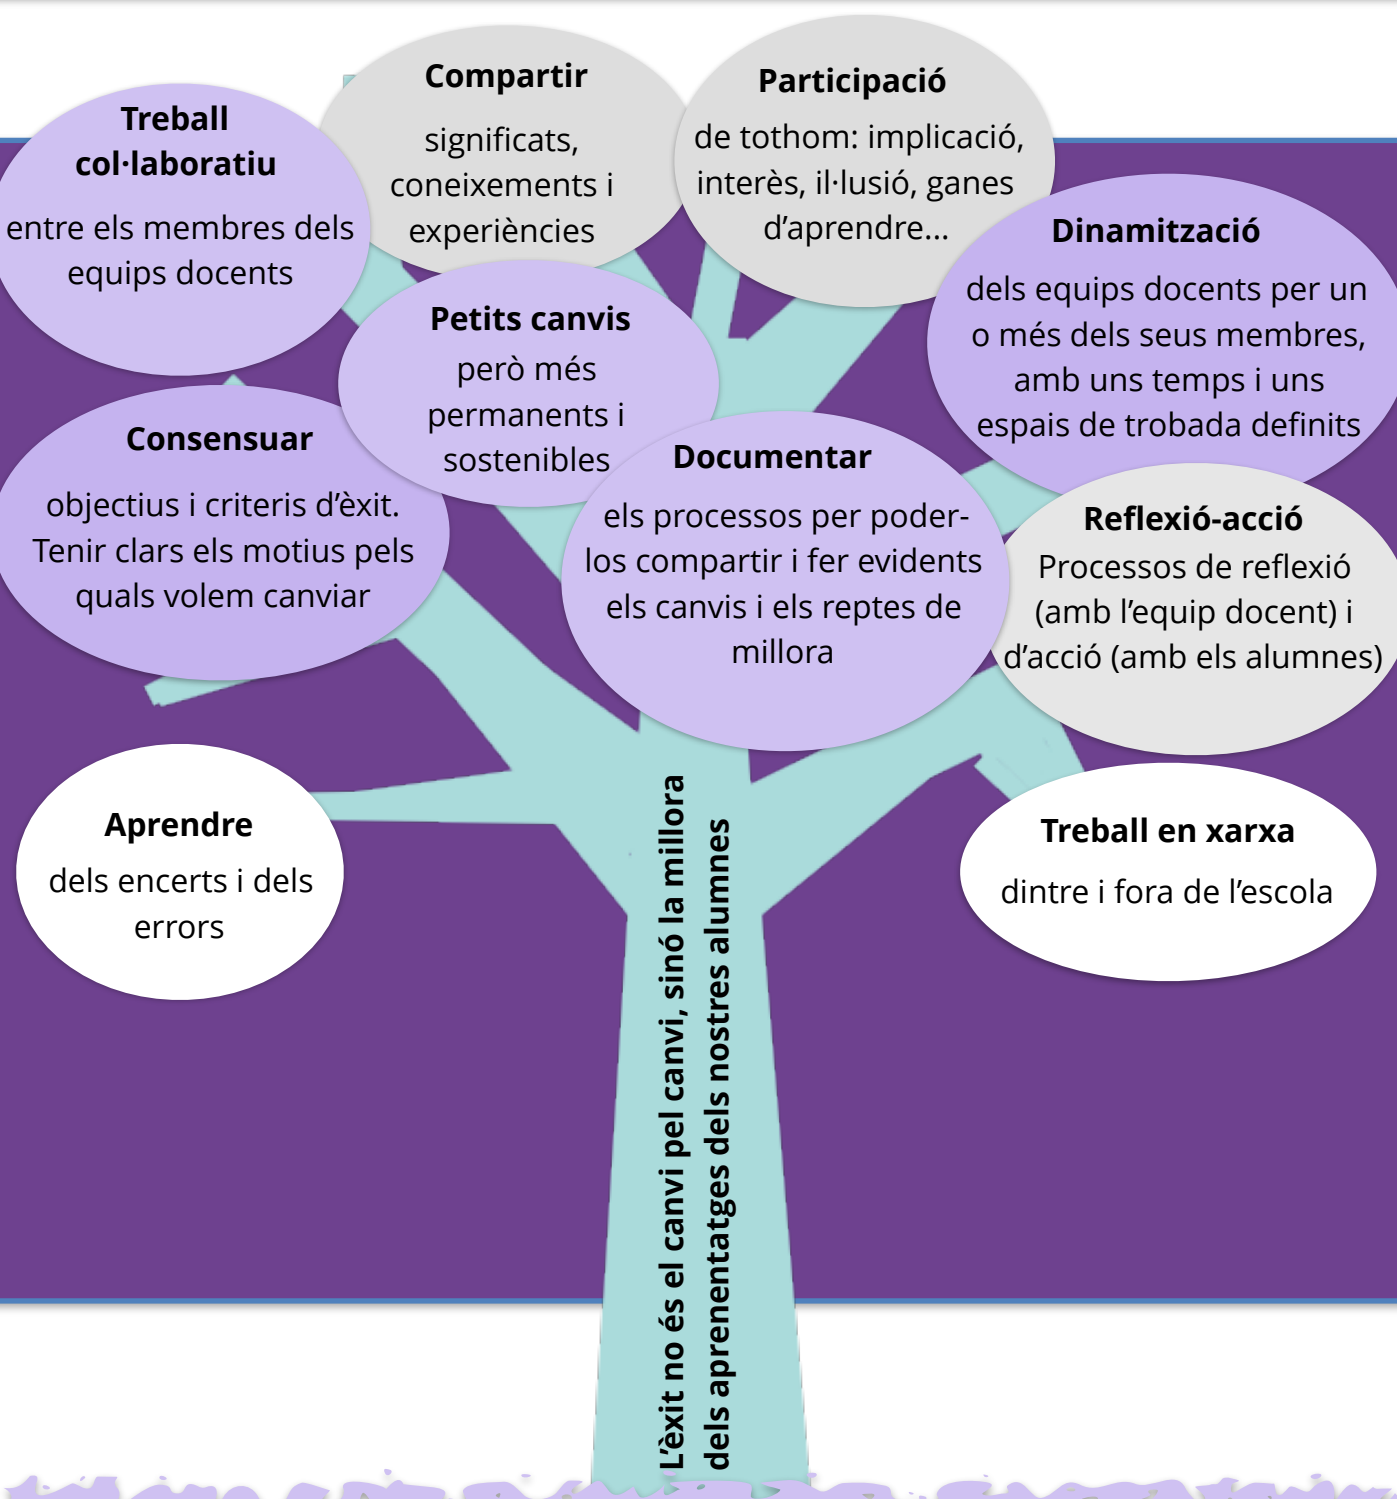 Compartir
significats,
coneixements i
experiències
Participació
de tothom: implicació,
interès, il·lusió, ganes
d’aprendre...
Treball
col·laboratiu
entre els membres dels
equips docents
Dinamització
dels equips docents per un
o més dels seus membres,
amb uns temps i uns
espais de trobada definits
Petits canvis
però més
permanents i
sostenibles
Consensuar
objectius i criteris d’èxit.
Tenir clars els motius pels
quals volem canviar
Documentar
els processos per poder-
los compartir i fer evidents
els canvis i els reptes de
millora
Reflexió-acció
Processos de reflexió
(amb l’equip docent) i
d’acció (amb els alumnes)
Aprendre
dels encerts i dels
errors
Treball en xarxa
dintre i fora de l’escola
L’èxit no és el canvi pel canvi, sinó la millora
dels aprenentatges dels nostres alumnes